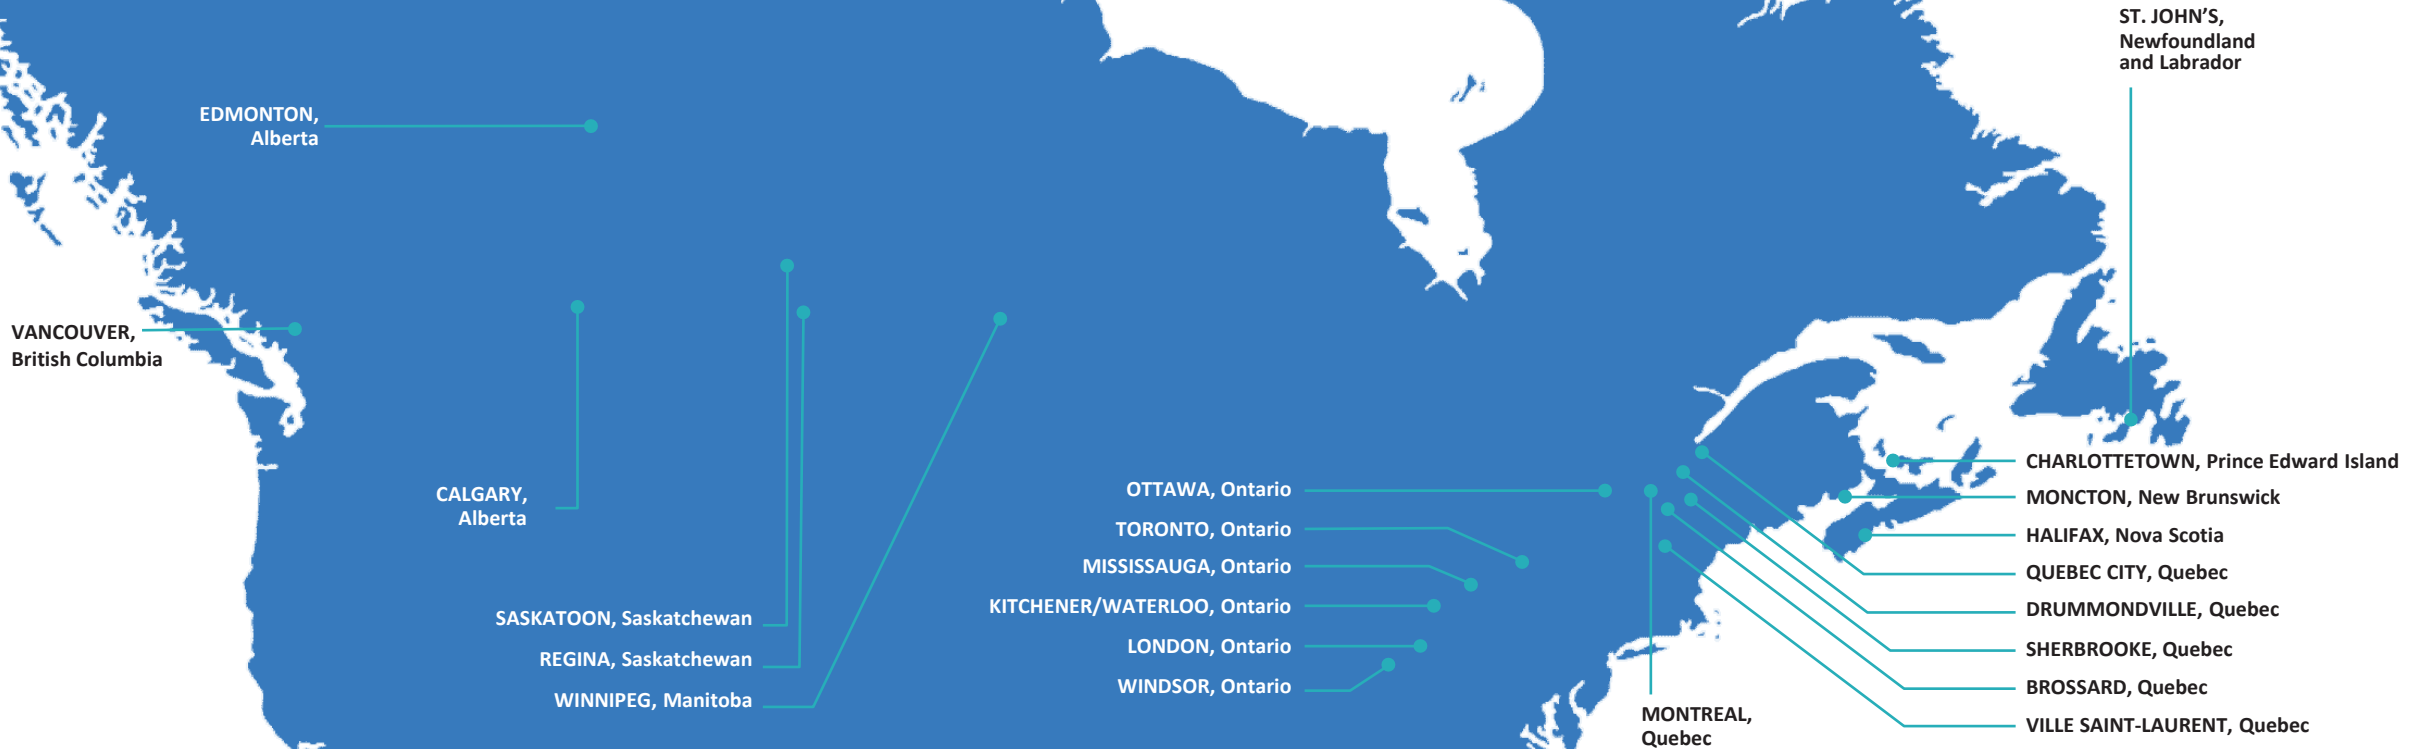 ST. JOHN’S,
Newfoundland
and Labrador
EDMONTON,
Alberta
VANCOUVER,
British Columbia
CALGARY,
Alberta
SASKATOON, Saskatchewan
REGINA, Saskatchewan
WINNIPEG, Manitoba
OTTAWA, Ontario
TORONTO, Ontario
MISSISSAUGA, Ontario
KITCHENER/WATERLOO, Ontario
LONDON, Ontario
WINDSOR, Ontario
MONTREAL,
Quebec
CHARLOTTETOWN, Prince Edward Island
MONCTON, New Brunswick
HALIFAX, Nova Scotia
QUEBEC CITY, Quebec
DRUMMONDVILLE, Quebec
SHERBROOKE, Quebec
BROSSARD, Quebec
VILLE SAINT-LAURENT, Quebec